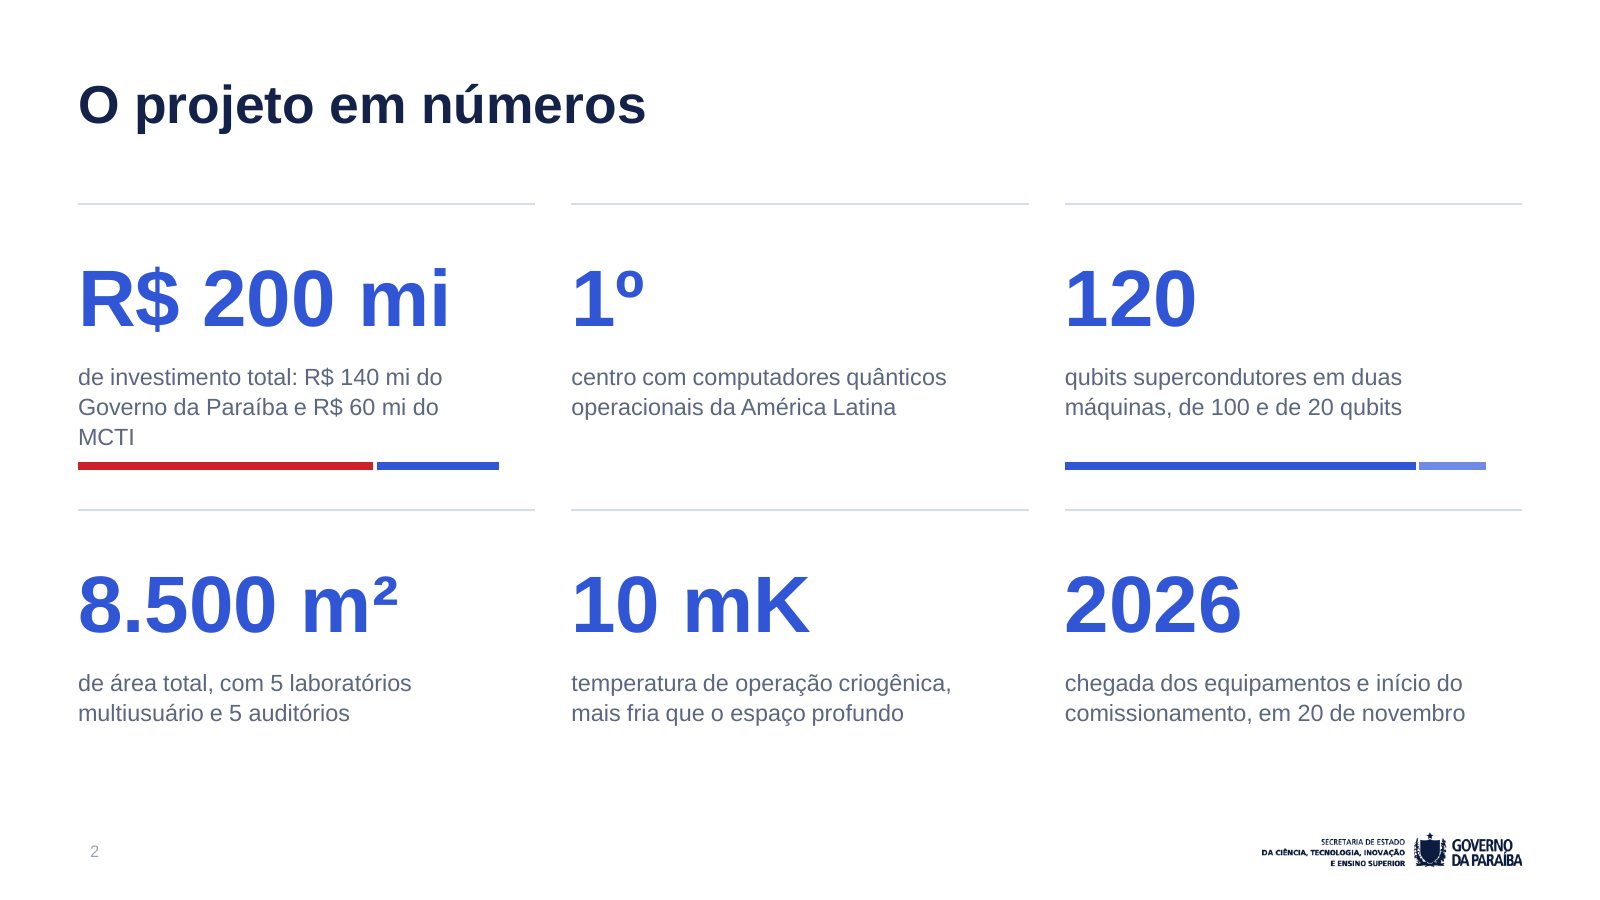 O projeto em números
R$ 200 mi
de investimento total: R$ 140 mi do
Governo da Paraíba e R$ 60 mi do
MCTI
1º
centro com computadores quânticos
operacionais da América Latina
120
qubits supercondutores em duas
máquinas, de 100 e de 20 qubits
8.500 m²
de área total, com 5 laboratórios
multiusuário e 5 auditórios
10 mK
temperatura de operação criogênica,
mais fria que o espaço profundo
2026
chegada dos equipamentos e início do
comissionamento, em 20 de novembro
2
SECRETARIA DE ESTADO
DA CIÊNCIA, TECNOLOGIA, INOVAÇÃO
E ENSINO SUPERIOR
GOVERNO
DA PARAÍBA